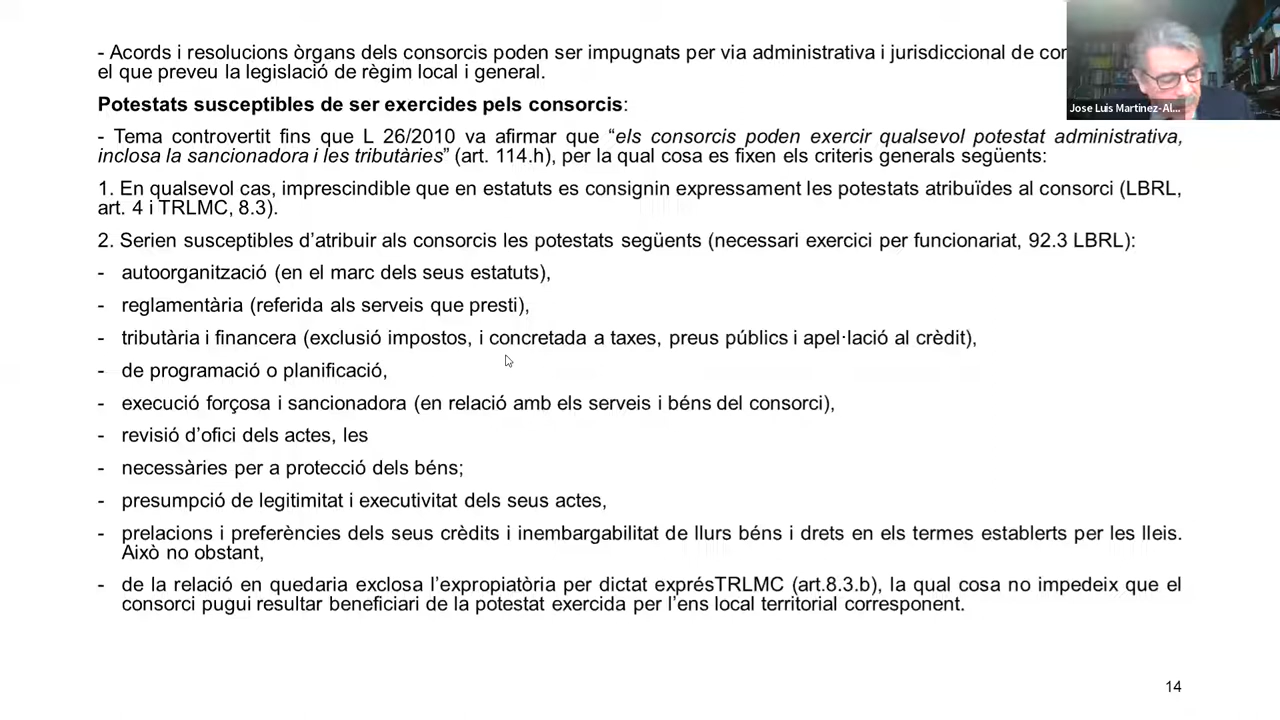 - Acords i resolucions òrgans dels consorcis poden ser impugnats per via administrativa i jurisdiccional de
el que preveu la legislació de règim local i general.
Jose Luis Martínez-Al...
Potestats susceptibles de ser exercides pels consorcis:
- Tema controvertit fins que L 26/2010 va afirmar que “els consorcis poden exercir qualsevol potestat administrativa,
inclosa la sancionadora i les tributàries” (art. 114.h), per la qual cosa es fixen els criteris generals següents:
1. En qualsevol cas, imprescindible que en estatuts es consignin expressament les potestats atribuïdes al consorci (LBRL,
art. 4 i TRLMC, 8.3).
2. Serien susceptibles d’atribuir als consorcis les potestats següents (necessari exercici per funcionariat, 92.3 LBRL):
- autoorganització (en el marc dels seus estatuts),
- reglamentària (referida als serveis que presti),
- tributària i financera (exclusió impostos, i concretada a taxes, preus públics i apel·lació al crèdit),
- de programació o planificació,
- execució forçosa i sancionadora (en relació amb els serveis i béns del consorci),
- revisió d’ofici dels actes, les
- necessàries per a protecció dels béns;
- presumpció de legitimitat i executivitat dels seus actes,
- prelacions i preferències dels seus crèdits i inembargabilitat de llurs béns i drets en els termes establerts per les lleis.
Això no obstant,
- de la relació en quedaria exclosa l’expropiatòria per dictat exprésTRLMC (art.8.3.b), la qual cosa no impedeix que el
consorci pugui resultar beneficiari de la potestat exercida per l’ens local territorial corresponent.
14